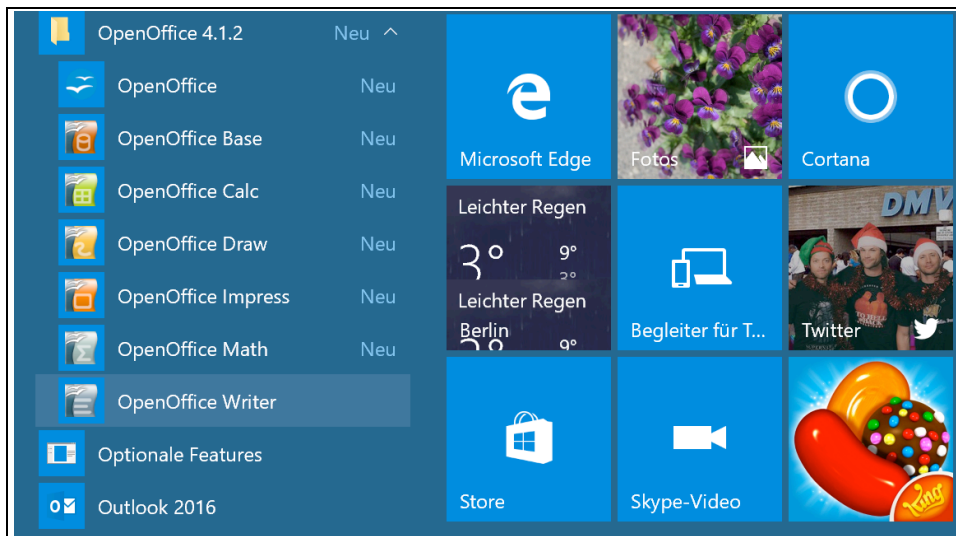 OpenOffice 4.1.2 Neu
OpenOffice Neu
OpenOffice Base Neu
OpenOffice Calc Neu
OpenOffice Draw Neu
OpenOffice Impress Neu
OpenOffice Math Neu
OpenOffice Writer
Optionale Features
Outlook 2016
Microsoft Edge
Fotos
Cortana
Leichter Regen
3° 9°
3°
Leichter Regen
Berlin
9°
Begleiter für T...
DMV
Twitter
Store
Skype-Video
King